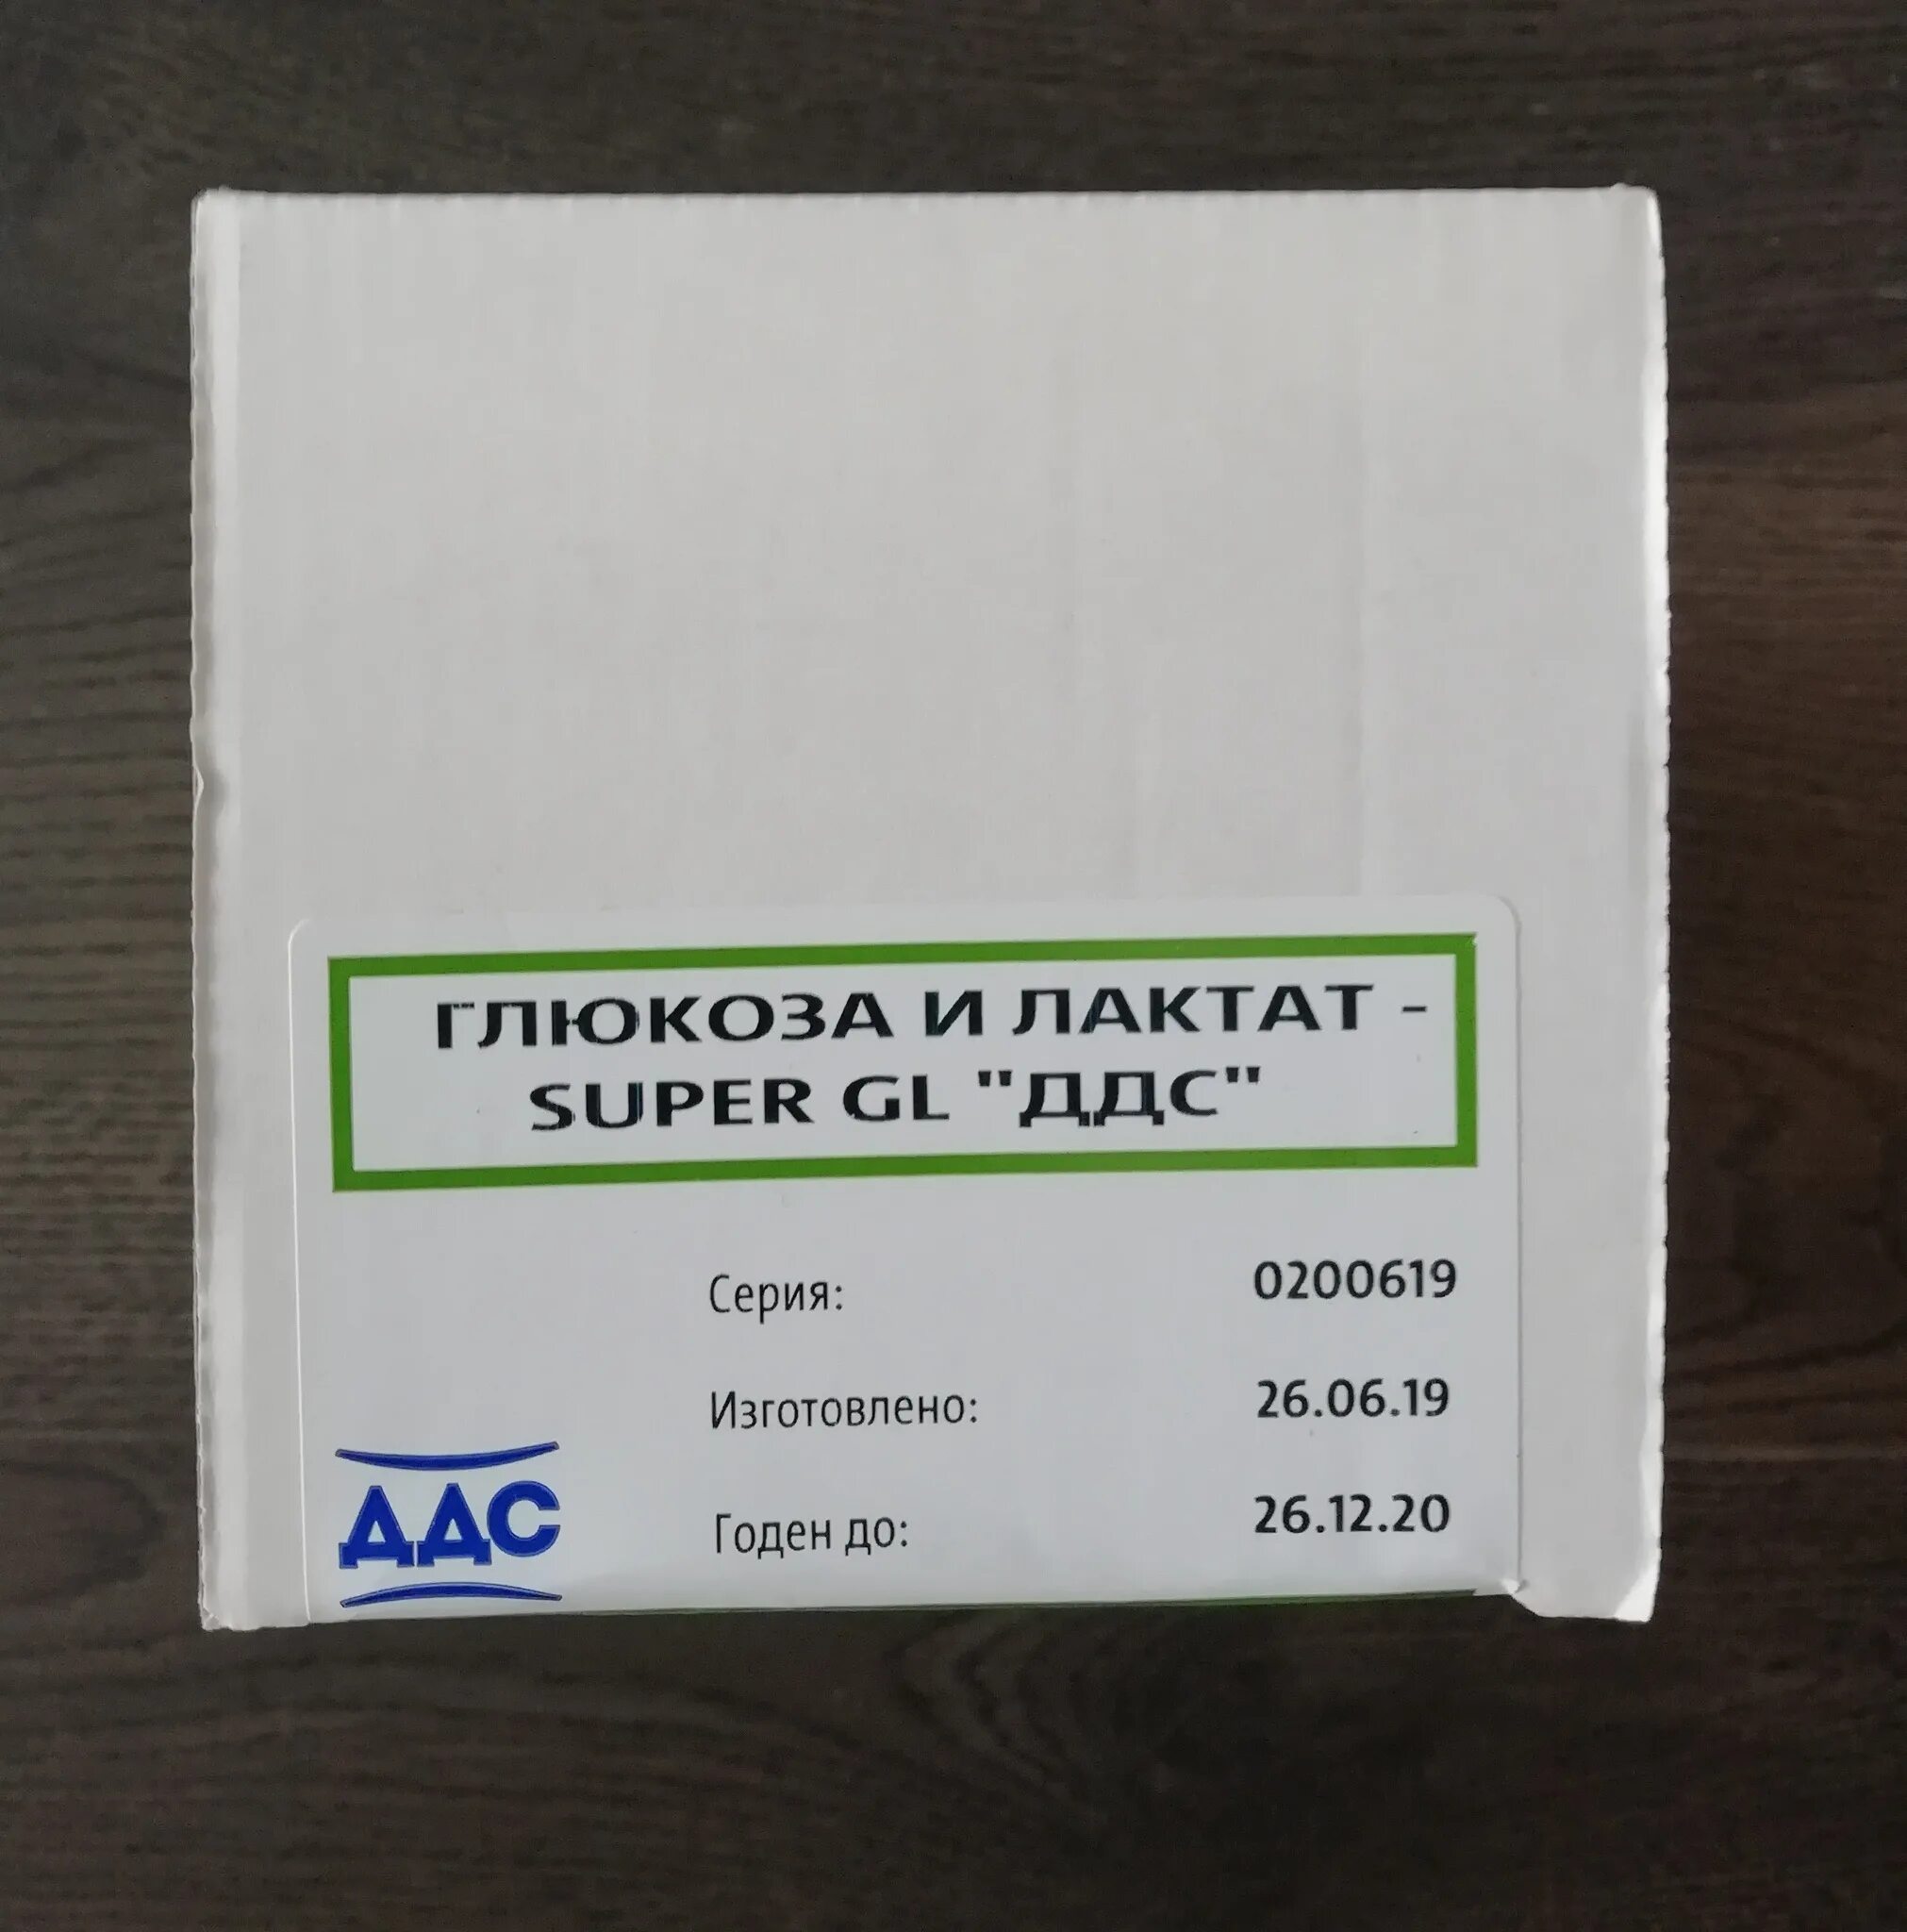 ГЛЮКОЗА И ЛАКТАТ -
SUPER GL "ДДС"
Серия: 0200619
Изготовлено: 26.06.19
Годен до: 26.12.20
ДДС